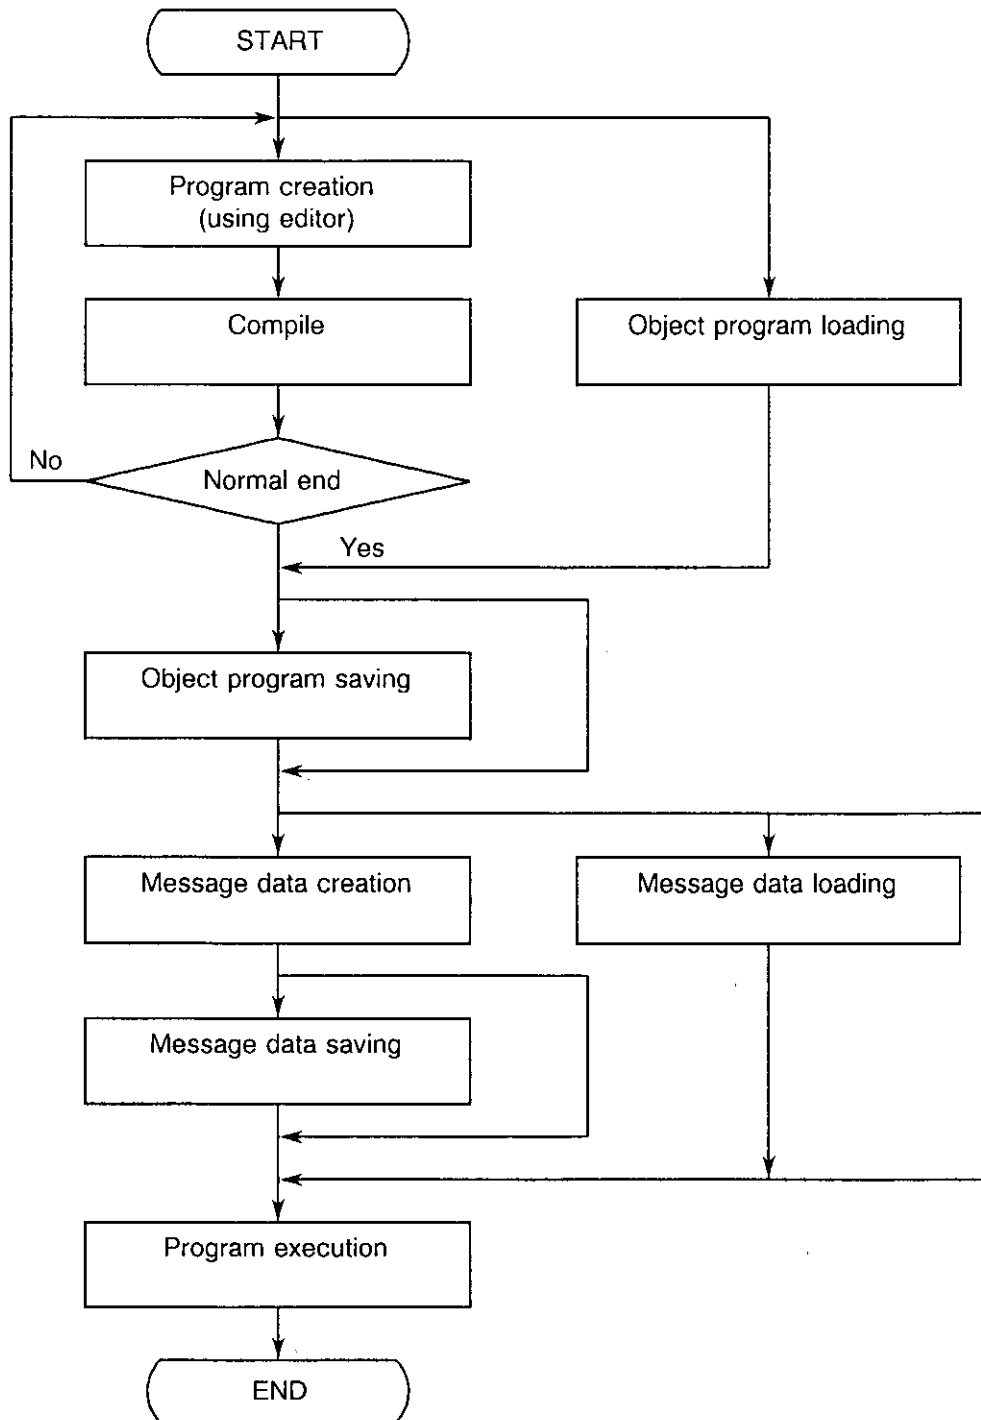 START
Program creation
(using editor)
Compile
Object program loading
No
Normal end
Yes
Object program saving
Message data creation
Message data loading
Message data saving
Program execution
END